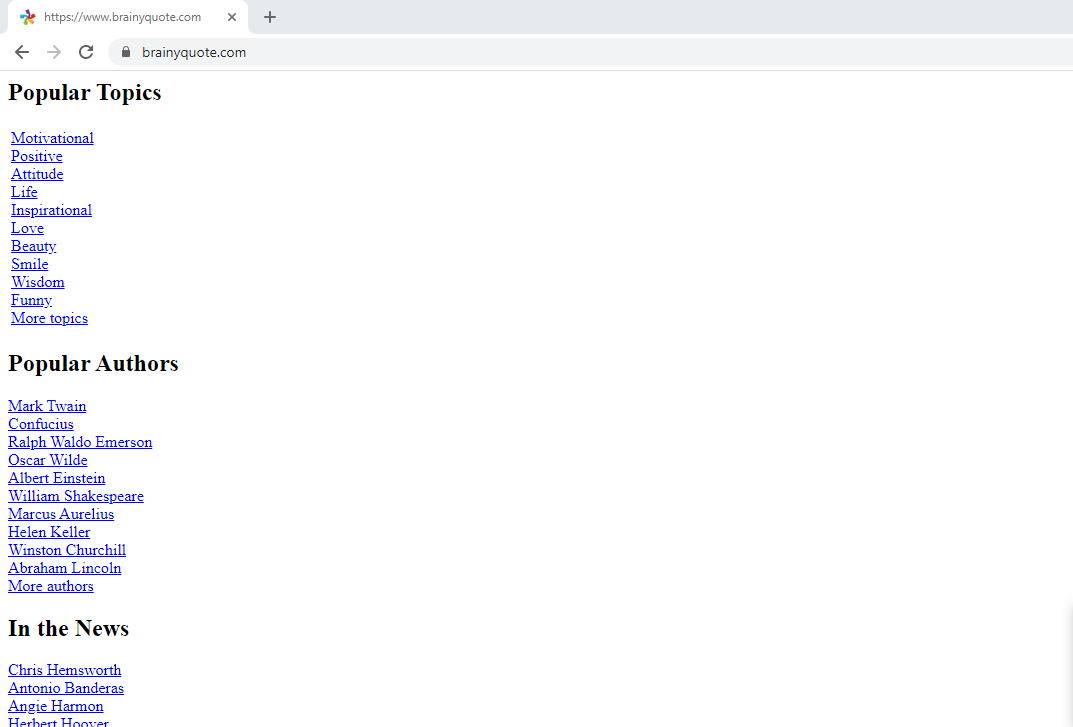 https://www.brainyquote.com
brainyquote.com
Popular Topics
Motivational
Positive
Attitude
Life
Inspirational
Love
Beauty
Smile
Wisdom
Funny
More topics
Popular Authors
Mark Twain
Confucius
Ralph Waldo Emerson
Oscar Wilde
Albert Einstein
William Shakespeare
Marcus Aurelius
Helen Keller
Winston Churchill
Abraham Lincoln
More authors
In the News
Chris Hemsworth
Antonio Banderas
Angie Harmon
Herbert Hoover